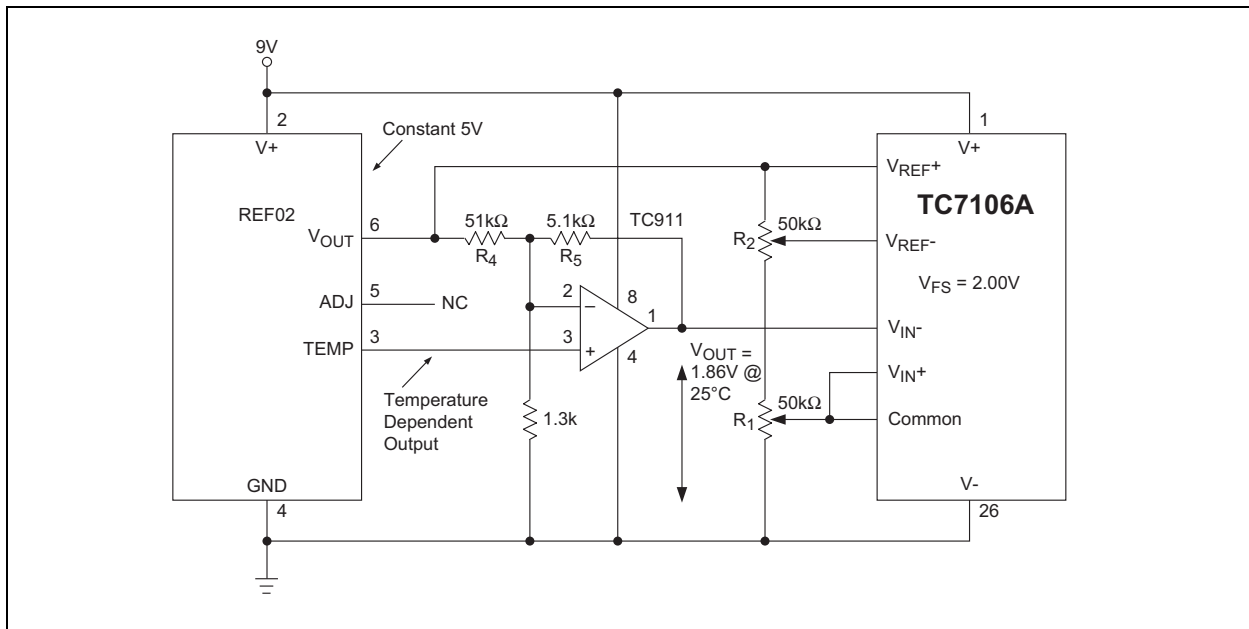 9V
2
V+
Constant 5V
1
V+
VREF+
TC7106A
REF02
VOUT
6
51kΩ
R4
5.1kΩ
R5
TC911
R2
50kΩ
VREF-
VFS = 2.00V
ADJ
5
NC
2
–
8
1
VIN-
TEMP
3
3
+
4
VOUT =
1.86V @
25°C
VIN+
Temperature
Dependent
Output
1.3k
R1
50kΩ
Common
GND
4
V-
26